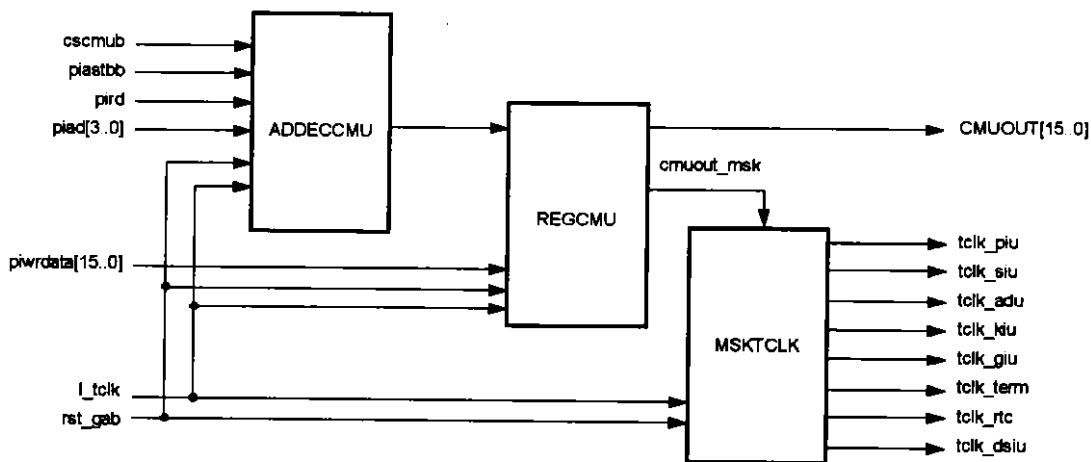 cscmub
piastbb
pird
piad[3..0]
ADDECCMU
CMUOUT[15..0]
cmuout_msk
REGCMU
piwrdata[15..0]
tclk_piu
tclk_siu
tclk_adu
tclk_kiu
tclk_giu
tclk_term
tclk_rtc
tclk_dsiu
MSKTCLK
l_tclk
rst_gab